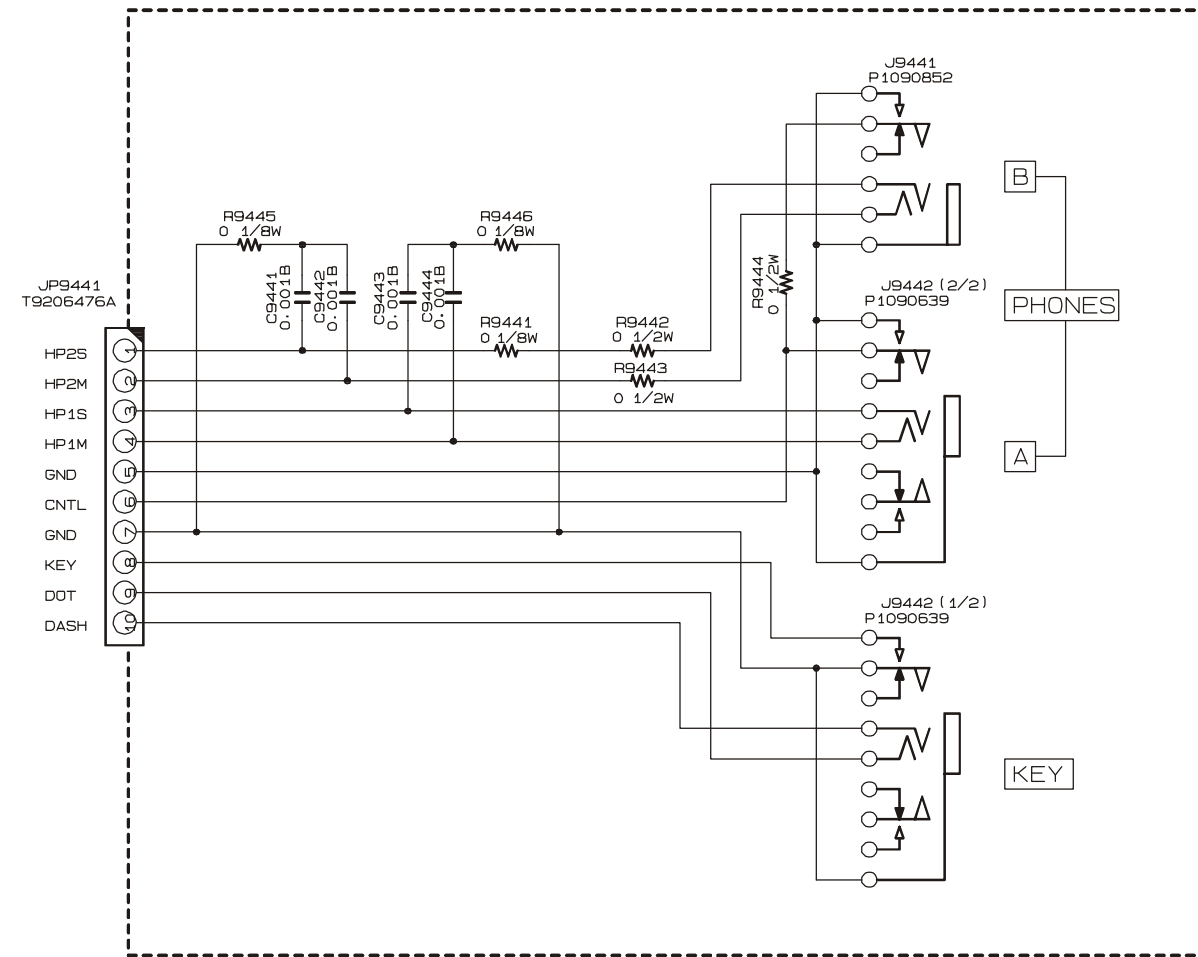 J9441
P1090852
B
R9445
0 1/8W
R9446
0 1/8W
C9441
0.001B
C9442
0.001B
C9443
0.001B
C9444
0.001B
R9444
0 1/2W
JP9441
T9206476A
J9442 (2/2)
P1090639
PHONES
R9441
0 1/8W
R9442
0 1/2W
R9443
0 1/2W
HP2S
1
HP2M
2
HP1S
3
HP1M
4
GND
5
CNTL
6
GND
7
KEY
8
DOT
9
DASH
10
A
J9442 (1/2)
P1090639
KEY